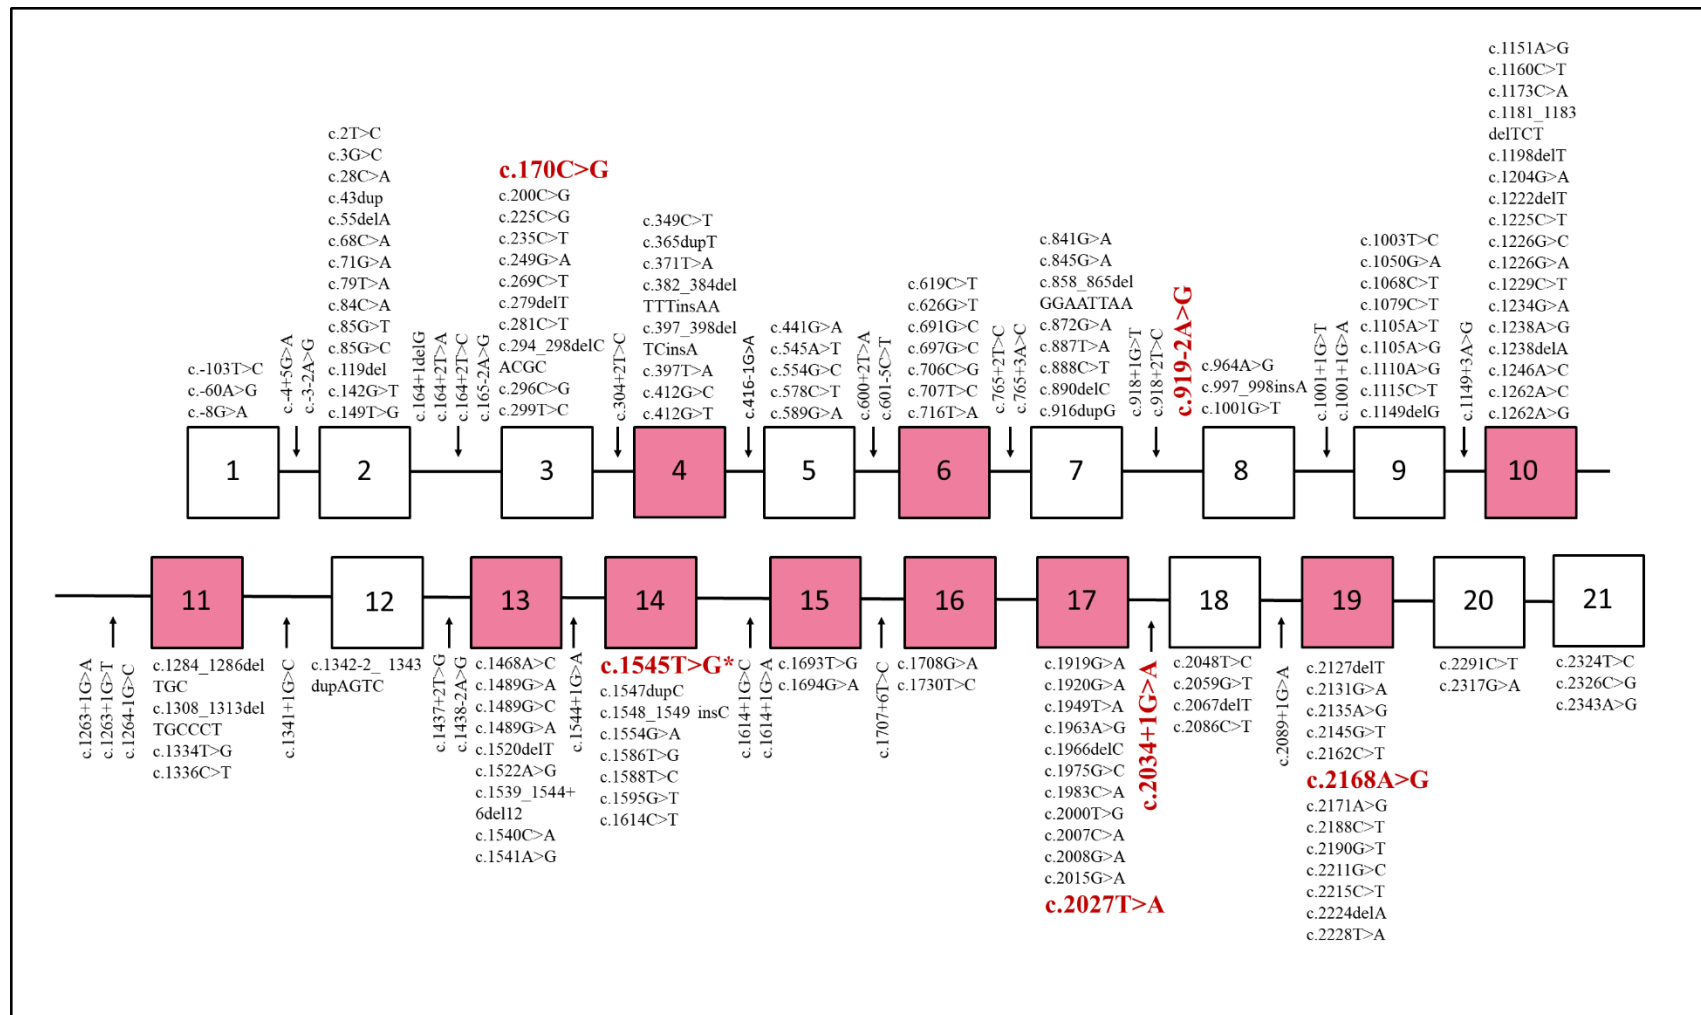 c.-103T>C
c.-60A>G
c.-8G>A
c.-4+5G>A
c.-3-2A>G
c.2T>C
c.3G>C
c.28C>A
c.43dup
c.55delA
c.68C>A
c.71G>A
c.79T>A
c.84C>A
c.85G>T
c.85G>C
c.119del
c.142G>T
c.149T>G
c.164+1delG
c.164+2T>A
c.164+2T>C
c.165-2A>G
c.170C>G
c.200C>G
c.225C>G
c.235C>T
c.249G>A
c.269C>T
c.279delT
c.281C>T
c.294_298delC
ACGC
c.296C>G
c.299T>C
c.304+2T>C
c.349C>T
c.365dupT
c.371T>A
c.382_384del
TTTinsAA
c.397_398del
TCinsA
c.397T>A
c.412G>C
c.412G>T
c.416-1G>A
c.441G>A
c.545A>T
c.554G>C
c.578C>T
c.589G>A
c.600+2T>A
c.601-5C>T
c.619C>T
c.626G>T
c.691G>C
c.697G>C
c.706C>G
c.707T>C
c.716T>A
c.765+2T>C
c.765+3A>C
c.841G>A
c.845G>A
c.858_865del
GGAATTAA
c.872G>A
c.887T>A
c.888C>T
c.890delC
c.916dupG
c.918+1G>T
c.918+2T>C
c.919-2A>G
c.964A>G
c.997_998insA
c.1001G>T
c.1001+1G>T
c.1001+1G>A
c.1003T>C
c.1050G>A
c.1068C>T
c.1079C>T
c.1105A>T
c.1105A>G
c.1110A>G
c.1115C>T
c.1149delG
c.1149+3A>G
c.1151A>G
c.1160C>T
c.1173C>A
c.1181_1183
delTCT
c.1198delT
c.1204G>A
c.1222delT
c.1225C>T
c.1226G>C
c.1226G>A
c.1229C>T
c.1234G>A
c.1238A>G
c.1238delA
c.1246A>C
c.1262A>C
c.1262A>G
1
2
3
4
5
6
7
8
9
10
11
12
13
14
15
16
17
18
19
20
21
c.1263+1G>A
c.1263+1G>T
c.1264-1G>C
c.1284_1286del
TGC
c.1308_1313del
TGCCCT
c.1334T>G
c.1336C>T
c.1341+1G>C
c.1342-2_ 1343
dupAGTC
c.1437+2T>G
c.1438-2A>G
c.1468A>C
c.1489G>A
c.1489G>C
c.1489G>A
c.1520delT
c.1522A>G
c.1539_1544+
6del12
c.1540C>A
c.1541A>G
c.1544+1G>A
c.1545T>G*
c.1547dupC
c.1548_1549 insC
c.1554G>A
c.1586T>G
c.1588T>C
c.1595G>T
c.1614C>T
c.1614+1G>C
c.1614+1G>A
c.1693T>G
c.1694G>A
c.1707+6T>C
c.1708G>A
c.1730T>C
c.1919G>A
c.1920G>A
c.1949T>A
c.1963A>G
c.1966delC
c.1975G>C
c.1983C>A
c.2000T>G
c.2007C>A
c.2008G>A
c.2015G>A
c.2027T>A
c.2034+1G>A
c.2048T>C
c.2059G>T
c.2067delT
c.2086C>T
c.2089+1G>A
c.2127delT
c.2131G>A
c.2135A>G
c.2145G>T
c.2162C>T
c.2168A>G
c.2171A>G
c.2188C>T
c.2190G>T
c.2211G>C
c.2215C>T
c.2224delA
c.2228T>A
c.2291C>T
c.2317G>A
c.2324T>C
c.2326C>G
c.2343A>G